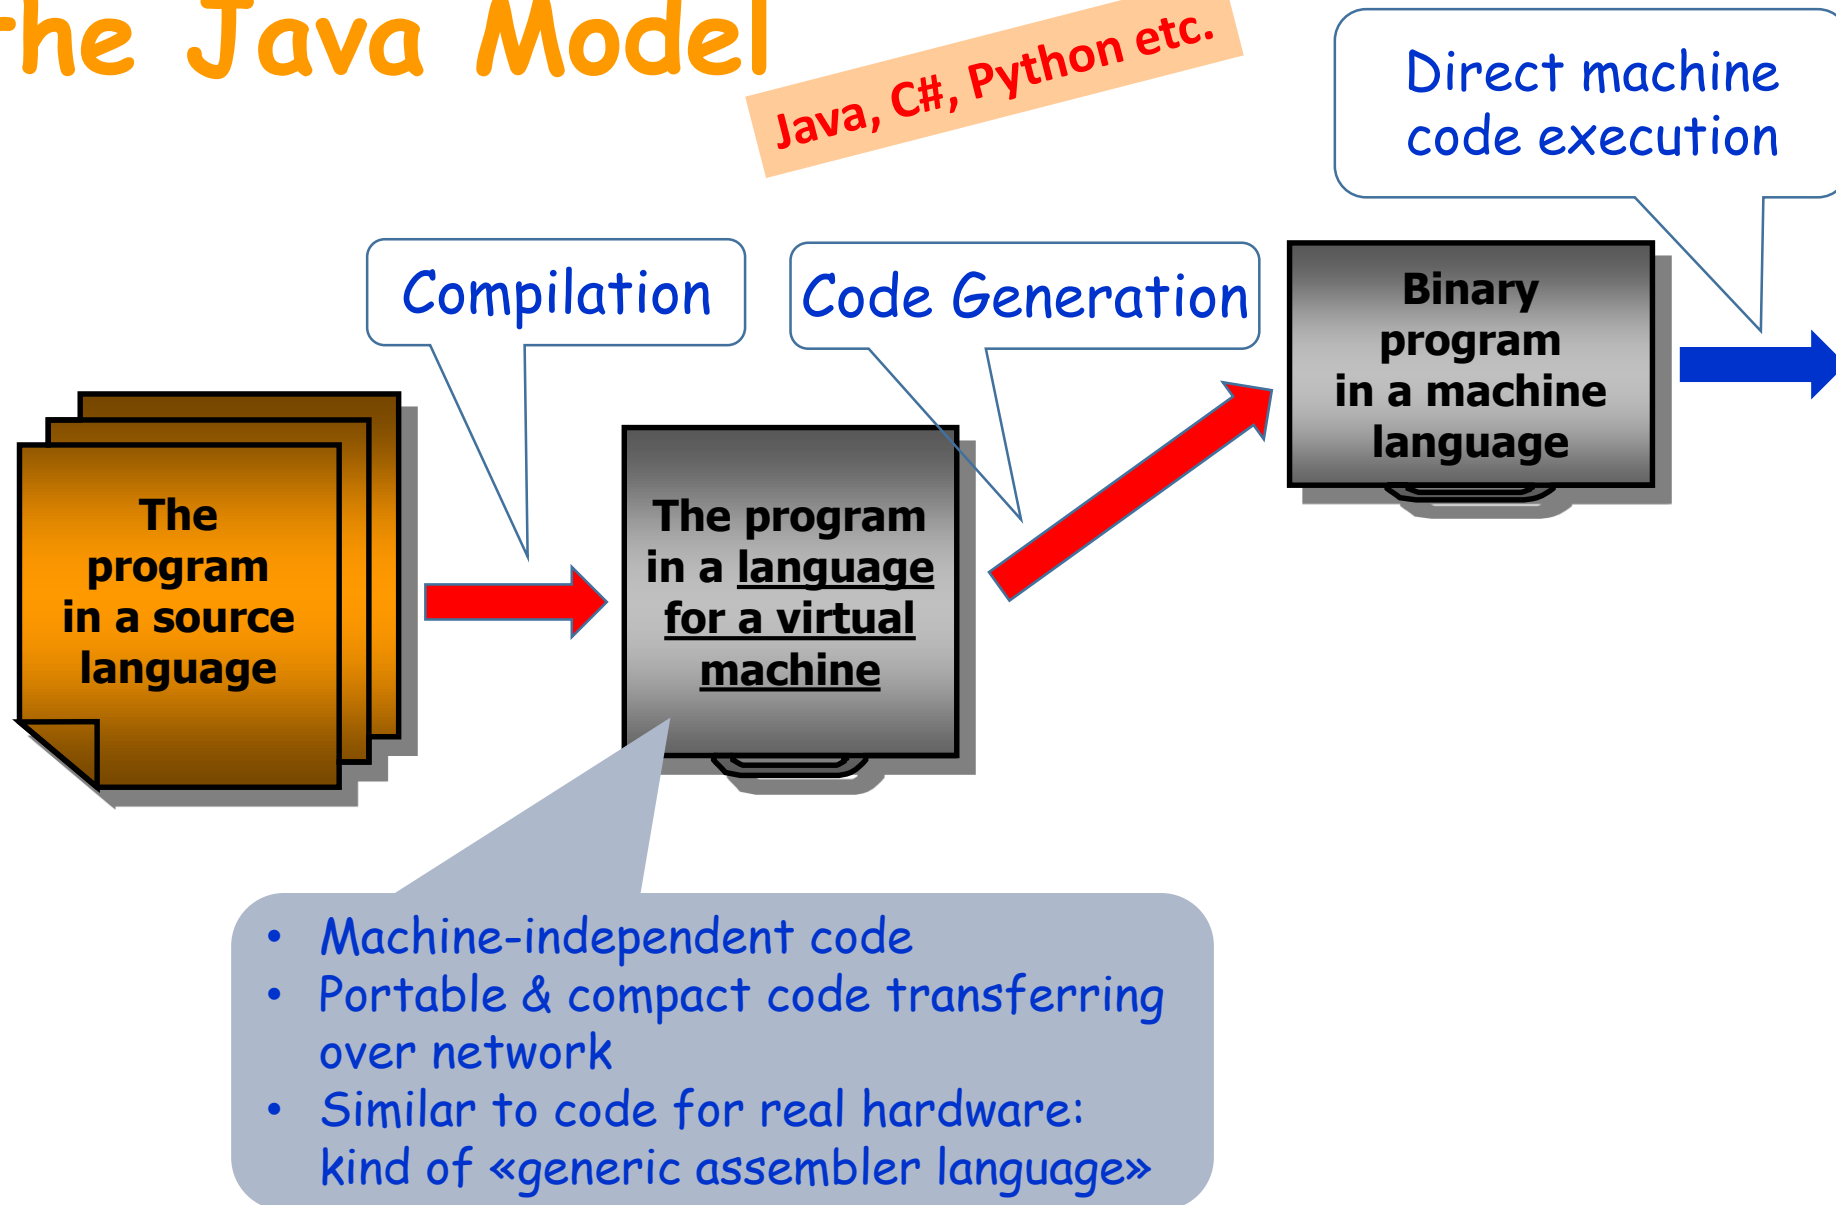 the Java Model
Java, C#, Python etc.
Direct machine
code execution
Compilation
Code Generation
Binary
program
in a machine
language
The
program
in a source
language
The program
in a language
for a virtual
machine
• Machine-independent code
• Portable & compact code transferring
over network
• Similar to code for real hardware:
kind of «generic assembler language»